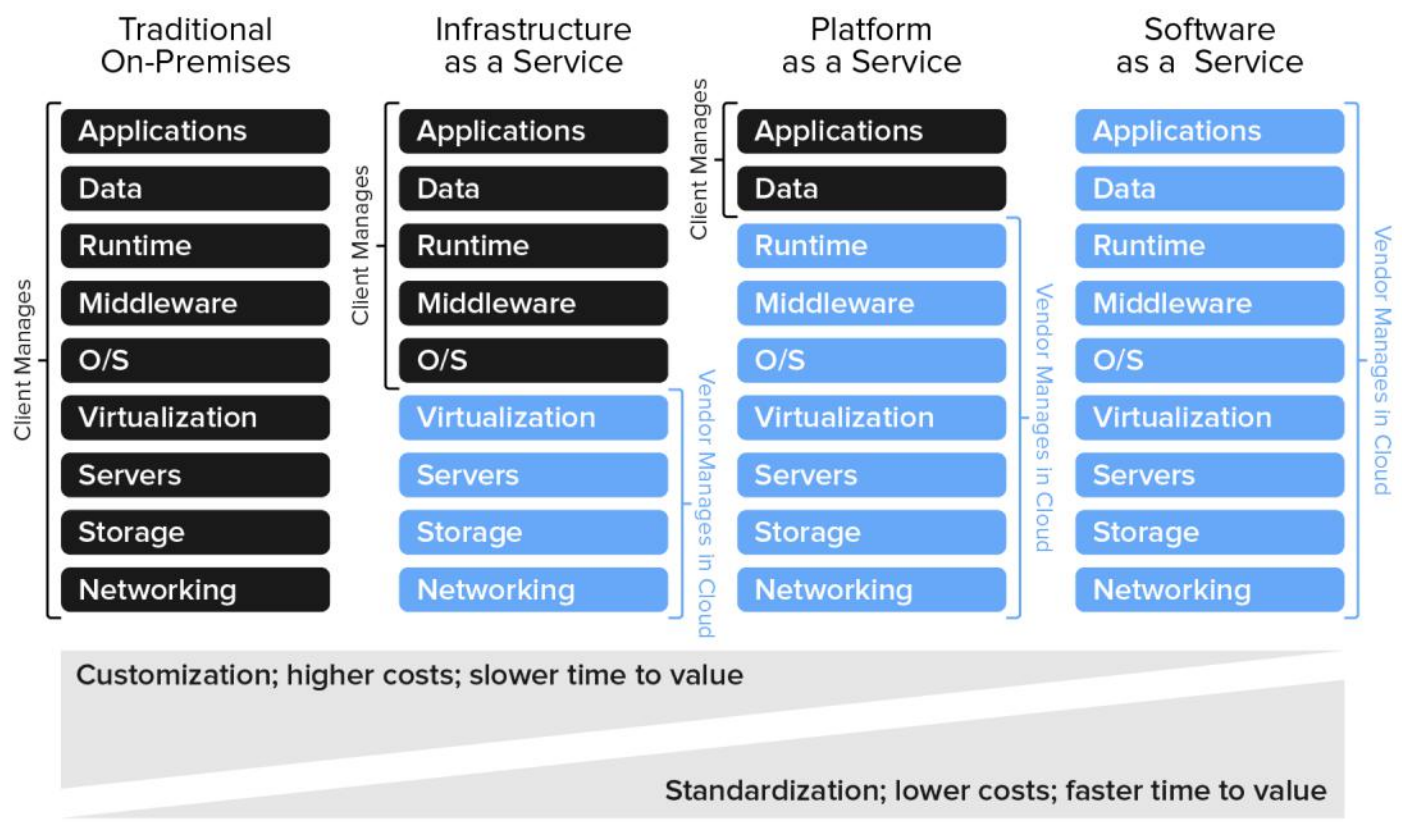 Traditional
On-Premises
Client Manages
Applications
Data
Runtime
Middleware
O/S
Virtualization
Servers
Storage
Networking
Infrastructure
as a Service
Client Manages
Applications
Data
Runtime
Middleware
O/S
Virtualization
Servers
Storage
Networking
Vendor Manages in Cloud
Platform
as a Service
Client Manages
Applications
Data
Runtime
Middleware
O/S
Virtualization
Servers
Storage
Networking
Vendor Manages in Cloud
Software
as a Service
Applications
Data
Runtime
Middleware
O/S
Virtualization
Servers
Storage
Networking
Vendor Manages in Cloud
Customization; higher costs; slower time to value
Standardization; lower costs; faster time to value